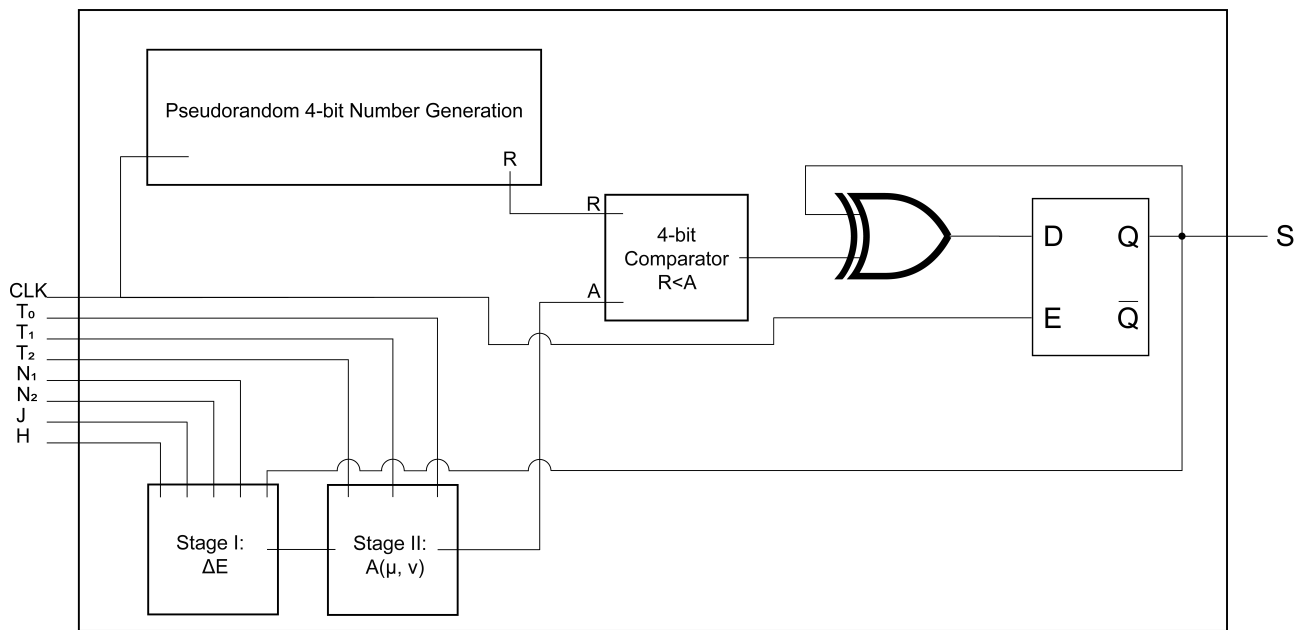 Pseudorandom 4-bit Number Generation
R
R
4-bit
Comparator
R<A
A
D
Q
S
E
Q̅
CLK
T₀
T₁
T₂
N₁
N₂
J
H
Stage I:
ΔE
Stage II:
A(μ, ν)